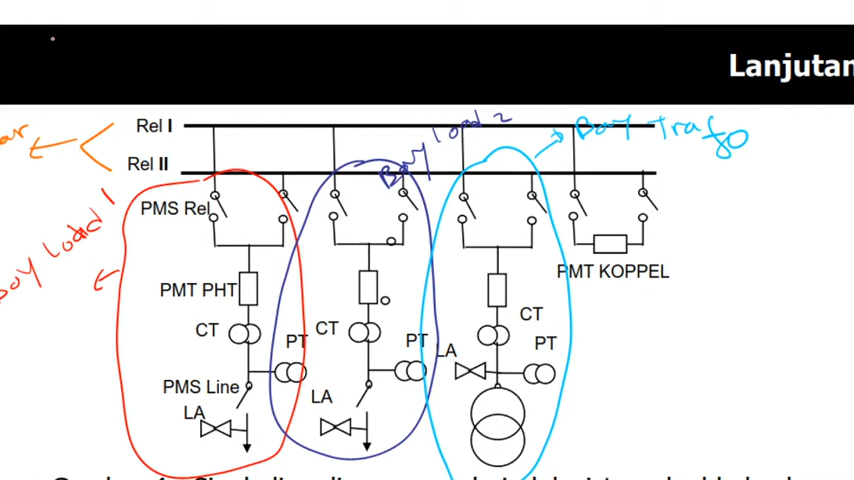 Lanjutan
ar
Rel I
Rel II
Bay load 2
Bay Trafo
PMS Rel
Bay Load 1
PMT PHT
PMT KOPPEL
CT
PT
CT
PT
CT
PT
LA
PMS Line
LA
LA